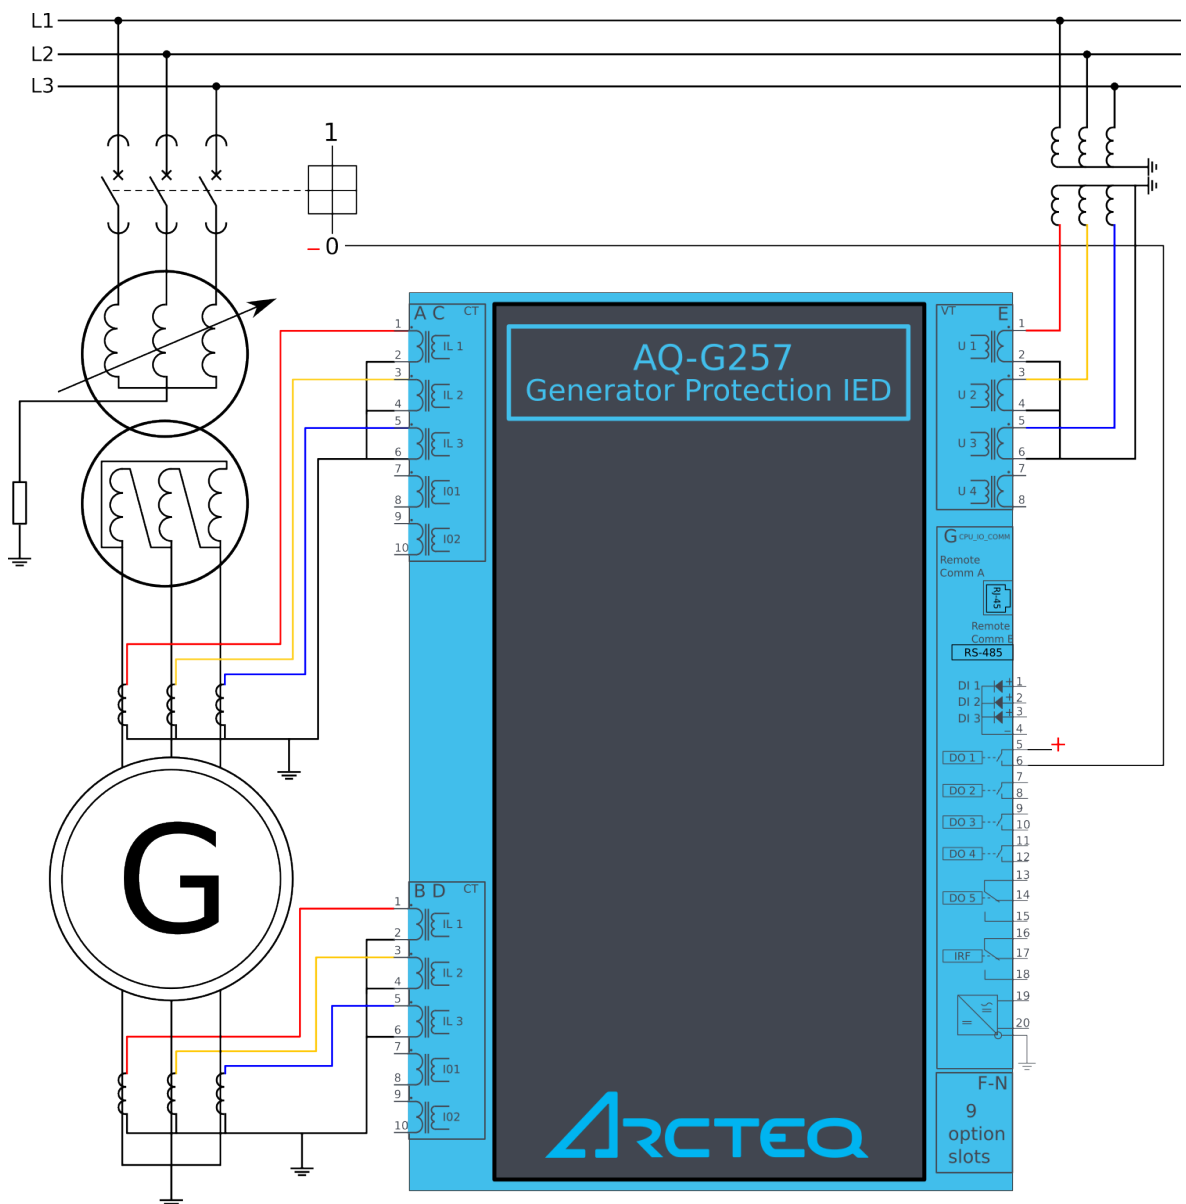 L1
L2
L3
1
– 0
A C CT
1
IL 1
2
3
IL 2
4
5
IL 3
6
7
I01
8
9
I02
10
AQ-G257
Generator Protection IED
VT E
1
U 1
2
3
U 2
4
5
U 3
6
7
U 4
8
G CPU_IO_COMM
Remote
Comm A
RJ-45
Remote
Comm B
RS-485
DI 1 + 1
DI 2 + 2
DI 3 + 3
– 4
5 +
DO 1 6
7
DO 2 8
9
DO 3 10
11
DO 4 12
13
DO 5 14
15
16
IRF 17
18
19
20
G
B D CT
1
IL 1
2
3
IL 2
4
5
IL 3
6
7
I01
8
9
I02
10
ARCTEQ
F-N
9
option
slots